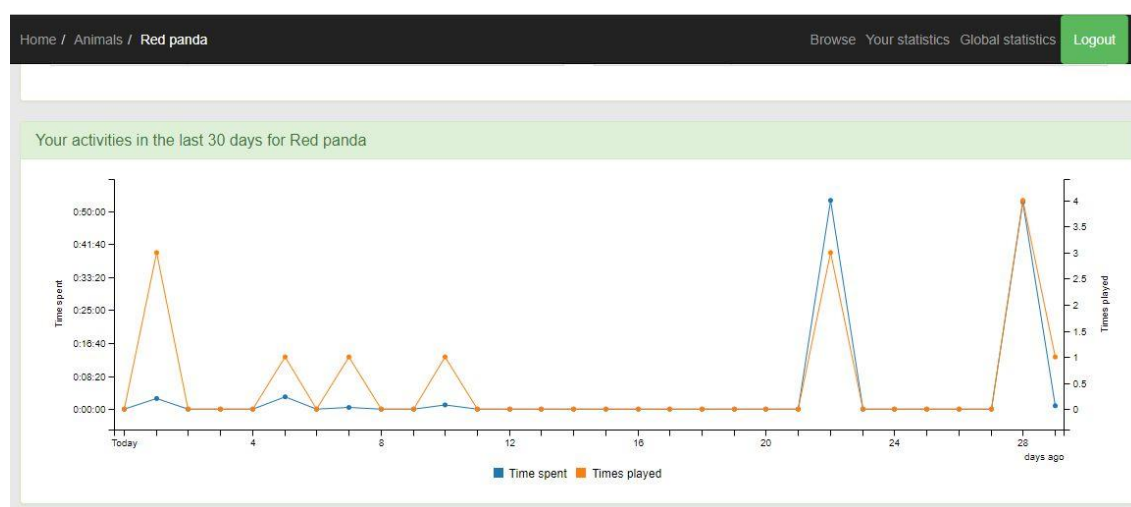 Home / Animals / Red panda Browse Your statistics Global statistics Logout
Your activities in the last 30 days for Red panda
0:50:00
0:41:40
0:33:20
0:25:00
0:16:40
0:08:20
0:00:00
Time spent
4
3.5
3
2.5
2
1.5
1
0.5
0
Times played
Today 4 8 12 16 20 24 28
days ago
Time spent Times played